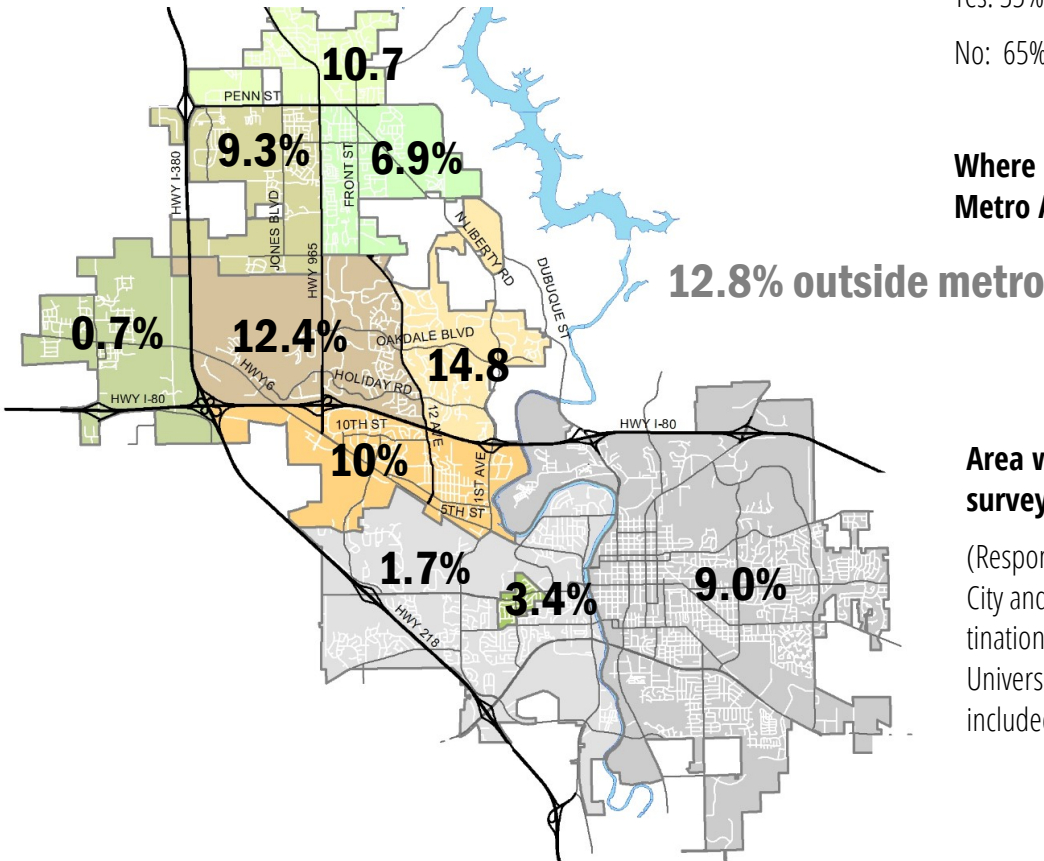 Yes: 35%
No: 65%
10.7
PENN ST
9.3%
6.9%
HWY I-380
JONES BLVD
FRONT ST
HWY 965
N LIBERTY RD
DUBUQUE ST
Where
Metro A
12.8% outside metro
0.7%
12.4%
OAKDALE BLVD
14.8
HWY 6
HOLIDAY RD
HWY I-80
HWY I-80
10TH ST
12 AVE
10%
1ST AVE
5TH ST
Area w
survey
(Respon
City and
tination
Univers
included
1.7%
3.4%
9.0%
HWY 218